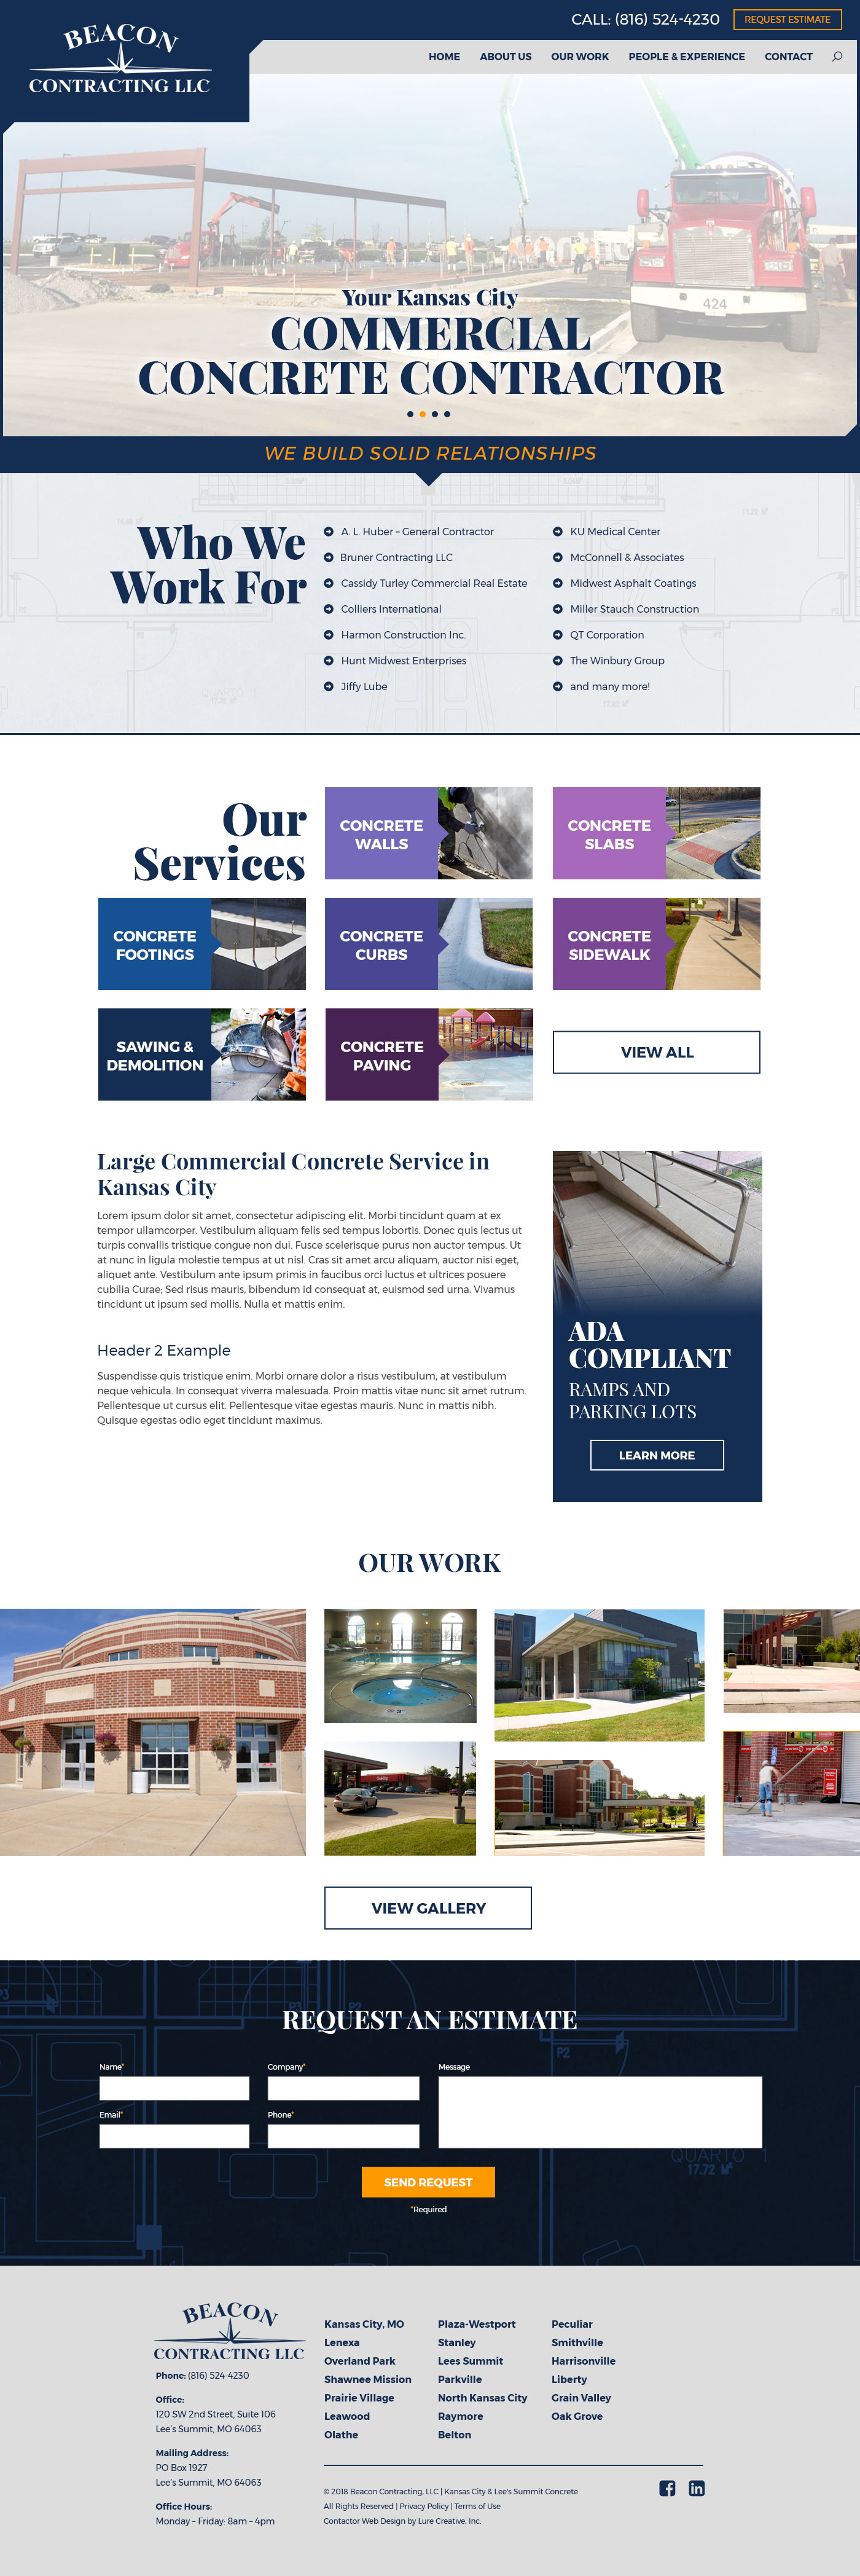 BEACON
CONTRACTING LLC
CALL: (816) 524-4230
REQUEST ESTIMATE
HOME ABOUT US OUR WORK PEOPLE & EXPERIENCE CONTACT
424
Your Kansas City
COMMERCIAL
CONCRETE CONTRACTOR
WE BUILD SOLID RELATIONSHIPS
Who We
Work For
A. L. Huber – General Contractor
Bruner Contracting LLC
Cassidy Turley Commercial Real Estate
Colliers International
Harmon Construction Inc.
Hunt Midwest Enterprises
Jiffy Lube
KU Medical Center
McConnell & Associates
Midwest Asphalt Coatings
Miller Stauch Construction
QT Corporation
The Winbury Group
and many more!
Our
Services
CONCRETE
WALLS
CONCRETE
SLABS
CONCRETE
FOOTINGS
CONCRETE
CURBS
CONCRETE
SIDEWALK
SAWING &
DEMOLITION
CONCRETE
PAVING
VIEW ALL
Large Commercial Concrete Service in
Kansas City
Lorem ipsum dolor sit amet, consectetur adipiscing elit. Morbi tincidunt quam at ex
tempor ullamcorper. Vestibulum aliquam felis sed tempus lobortis. Donec quis lectus ut
turpis convallis tristique congue non dui. Fusce scelerisque purus non auctor tempus. Ut
at nunc in ligula molestie tempus at ut nisl. Cras sit amet arcu aliquam, auctor nisi eget,
aliquet ante. Vestibulum ante ipsum primis in faucibus orci luctus et ultrices posuere
cubilia Curae; Sed risus mauris, bibendum id consequat at, euismod sed urna. Vivamus
tincidunt ut ipsum sed mollis. Nulla et mattis enim.
Header 2 Example
Suspendisse quis tristique enim. Morbi ornare dolor a risus vestibulum, at vestibulum
neque vehicula. In consequat viverra malesuada. Proin mattis vitae nunc sit amet rutrum.
Pellentesque ut cursus elit. Pellentesque vitae egestas mauris. Nunc in mattis nibh.
Quisque egestas odio eget tincidunt maximus.
ADA
COMPLIANT
RAMPS AND
PARKING LOTS
LEARN MORE
OUR WORK
VIEW GALLERY
REQUEST AN ESTIMATE
P2
QUARTO 1
17.72 M²
Name*
Company*
Message
Email*
Phone*
SEND REQUEST
*Required
BEACON
CONTRACTING LLC
Phone: (816) 524-4230
Office:
120 SW 2nd Street, Suite 106
Lee's Summit, MO 64063
Mailing Address:
PO Box 1927
Lee's Summit, MO 64063
Office Hours:
Monday – Friday: 8am – 4pm
Kansas City, MO
Lenexa
Overland Park
Shawnee Mission
Prairie Village
Leawood
Olathe
Plaza-Westport
Stanley
Lees Summit
Parkville
North Kansas City
Raymore
Belton
Peculiar
Smithville
Harrisonville
Liberty
Grain Valley
Oak Grove
© 2018 Beacon Contracting, LLC | Kansas City & Lee's Summit Concrete
All Rights Reserved | Privacy Policy | Terms of Use
Contactor Web Design by Lure Creative, Inc.